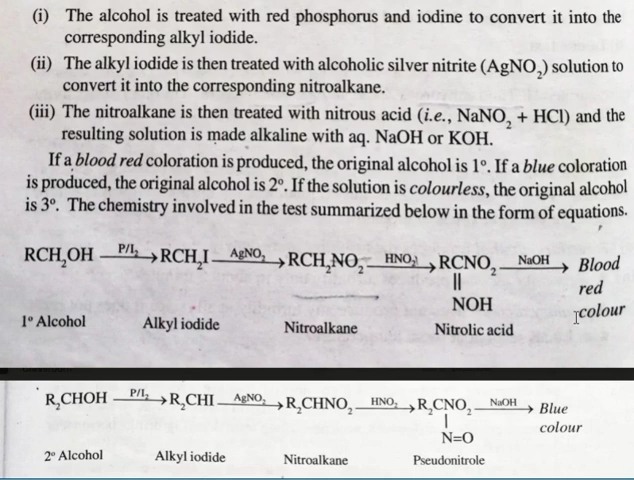 (i) The alcohol is treated with red phosphorus and iodine to convert it into the
corresponding alkyl iodide.
(ii) The alkyl iodide is then treated with alcoholic silver nitrite (AgNO₂) solution to
convert it into the corresponding nitroalkane.
(iii) The nitroalkane is then treated with nitrous acid (i.e., NaNO₂ + HCl) and the
resulting solution is made alkaline with aq. NaOH or KOH.
If a blood red coloration is produced, the original alcohol is 1º. If a blue coloration
is produced, the original alcohol is 2º. If the solution is colourless, the original alcohol
is 3º. The chemistry involved in the test summarized below in the form of equations.
RCH₂OH —P/I₂→ RCH₂I —AgNO₂→ RCH₂NO₂ —HNO₂→ RCNO₂ —NaOH→ Blood
||
red
NOH
colour
1º Alcohol Alkyl iodide Nitroalkane Nitrolic acid
R₂CHOH —P/I₂→ R₂CHI —AgNO₂→ R₂CHNO₂ —HNO₂→ R₂CNO₂ —NaOH→ Blue
|
colour
N=O
2º Alcohol Alkyl iodide Nitroalkane Pseudonitrole